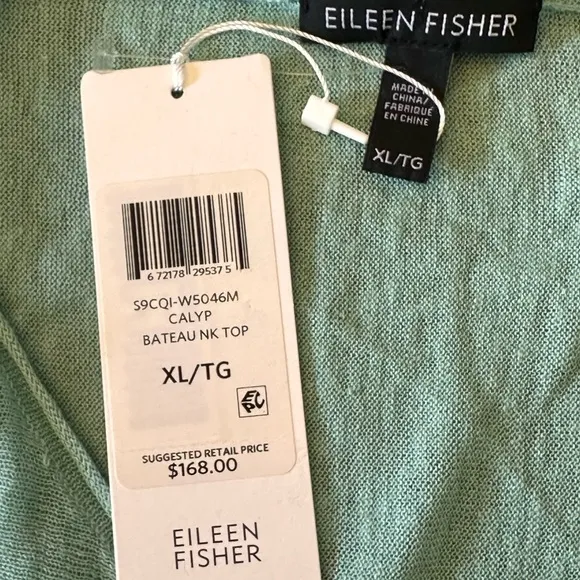 EILEEN FISHER
MADE IN
CHINA/
FABRIQUÉ
EN CHINE
XL/TG
6 72178 29537 5
S9CQI-W5046M
CALYP
BATEAU NK TOP
XL/TG
EPC
SUGGESTED RETAIL PRICE
$168.00
EILEEN
FISHER